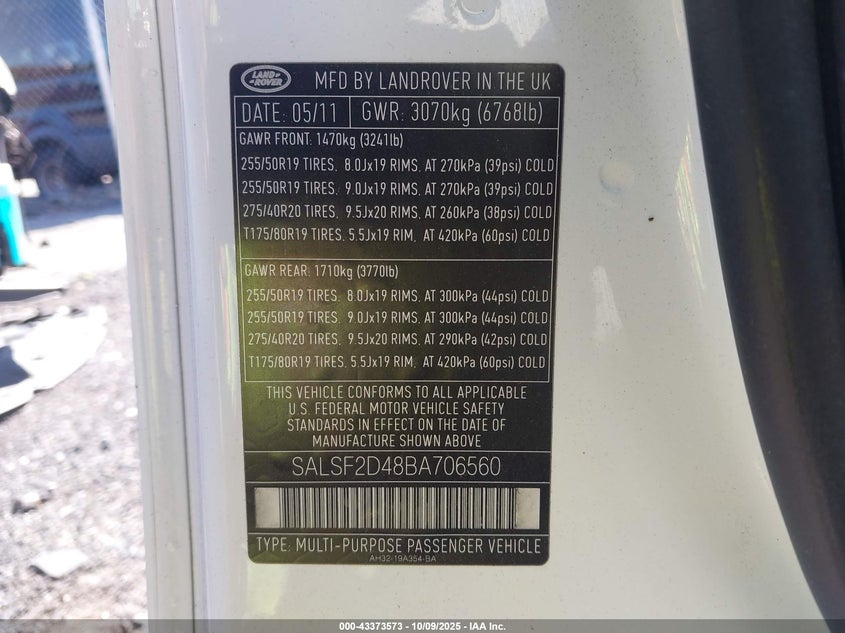 LAND ROVER
MFD BY LANDROVER IN THE UK
DATE: 05/11 GWR: 3070kg (6768lb)
GAWR FRONT: 1470kg (3241lb)
255/50R19 TIRES, 8.0Jx19 RIMS, AT 270kPa (39psi) COLD
255/50R19 TIRES, 9.0Jx19 RIMS, AT 270kPa (39psi) COLD
275/40R20 TIRES, 9.5Jx20 RIMS, AT 260kPa (38psi) COLD
T175/80R19 TIRES, 5.5Jx19 RIM, AT 420kPa (60psi) COLD
GAWR REAR: 1710kg (3770lb)
255/50R19 TIRES, 8.0Jx19 RIMS, AT 300kPa (44psi) COLD
255/50R19 TIRES, 9.0Jx19 RIMS, AT 300kPa (44psi) COLD
275/40R20 TIRES, 9.5Jx20 RIMS, AT 290kPa (42psi) COLD
T175/80R19 TIRES, 5.5Jx19 RIM, AT 420kPa (60psi) COLD
THIS VEHICLE CONFORMS TO ALL APPLICABLE
U.S. FEDERAL MOTOR VEHICLE SAFETY
STANDARDS IN EFFECT ON THE DATE OF
MANUFACTURE SHOWN ABOVE
SALSF2D48BA706560
TYPE: MULTI-PURPOSE PASSENGER VEHICLE
AH32-19A354-BA
000-43373573 | 10/09/2025 - IAA Inc.